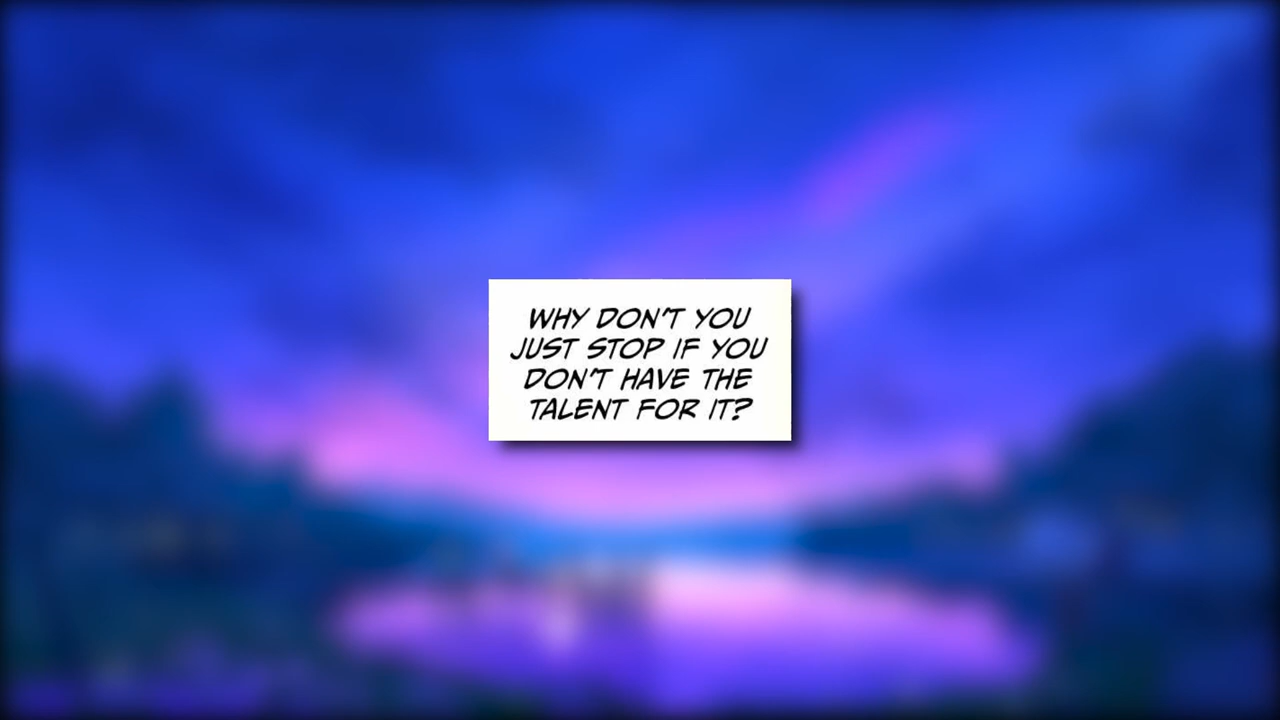 WHY DON'T YOU
JUST STOP IF YOU
DON'T HAVE THE
TALENT FOR IT?